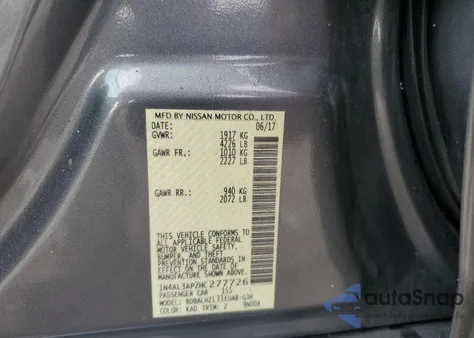 MFD BY NISSAN MOTOR CO., LTD.
DATE: 06/17
GVWR: 1917 KG
4226 LB
GAWR FR: 1010 KG
2227 LB
GAWR RR: 940 KG
2072 LB
THIS VEHICLE CONFORMS TO
ALL APPLICABLE FEDERAL
MOTOR VEHICLE SAFETY,
BUMPER, AND THEFT
PREVENTION STANDARDS IN
EFFECT ON THE DATE OF
MANUFACTURE SHOWN ABOVE.
1N4AL3AP2HC277726
PASSENGER CAR 155
MODEL:
COLOR: KAD TRIM: Z
autoSnap